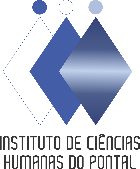 INSTITUTO DE CIÊNCIAS
HUMANAS DO PONTAL